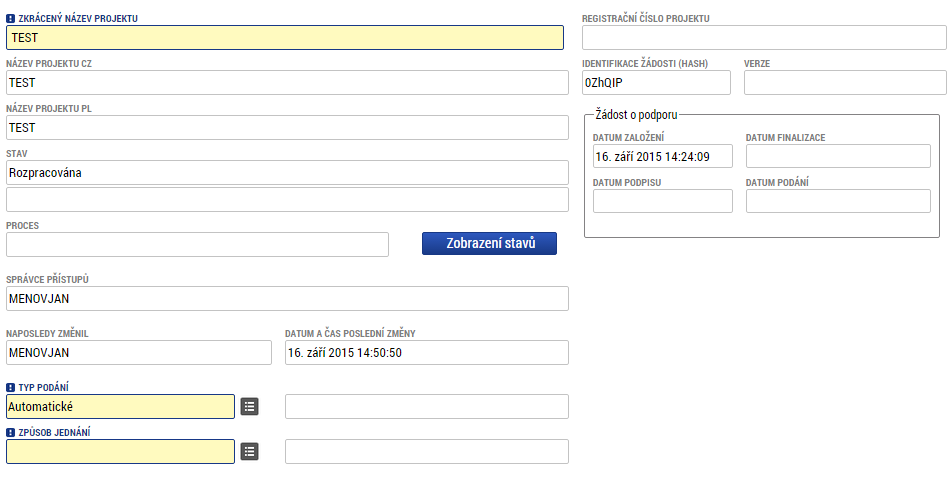 ZKRÁCENÝ NÁZEV PROJEKTU
TEST
REGISTRAČNÍ ČÍSLO PROJEKTU
NÁZEV PROJEKTU CZ
TEST
IDENTIFIKACE ŽÁDOSTI (HASH)
0ZhQIP
VERZE
NÁZEV PROJEKTU PL
TEST
Žádost o podporu
DATUM ZALOŽENÍ
16. září 2015 14:24:09
DATUM FINALIZACE
DATUM PODPISU
DATUM PODÁNÍ
STAV
Rozpracována
PROCES
Zobrazení stavů
SPRÁVCE PŘÍSTUPŮ
MENOVJAN
NAPOSLEDY ZMĚNIL
MENOVJAN
DATUM A ČAS POSLEDNÍ ZMĚNY
16. září 2015 14:50:50
TYP PODÁNÍ
Automatické
ZPŮSOB JEDNÁNÍ